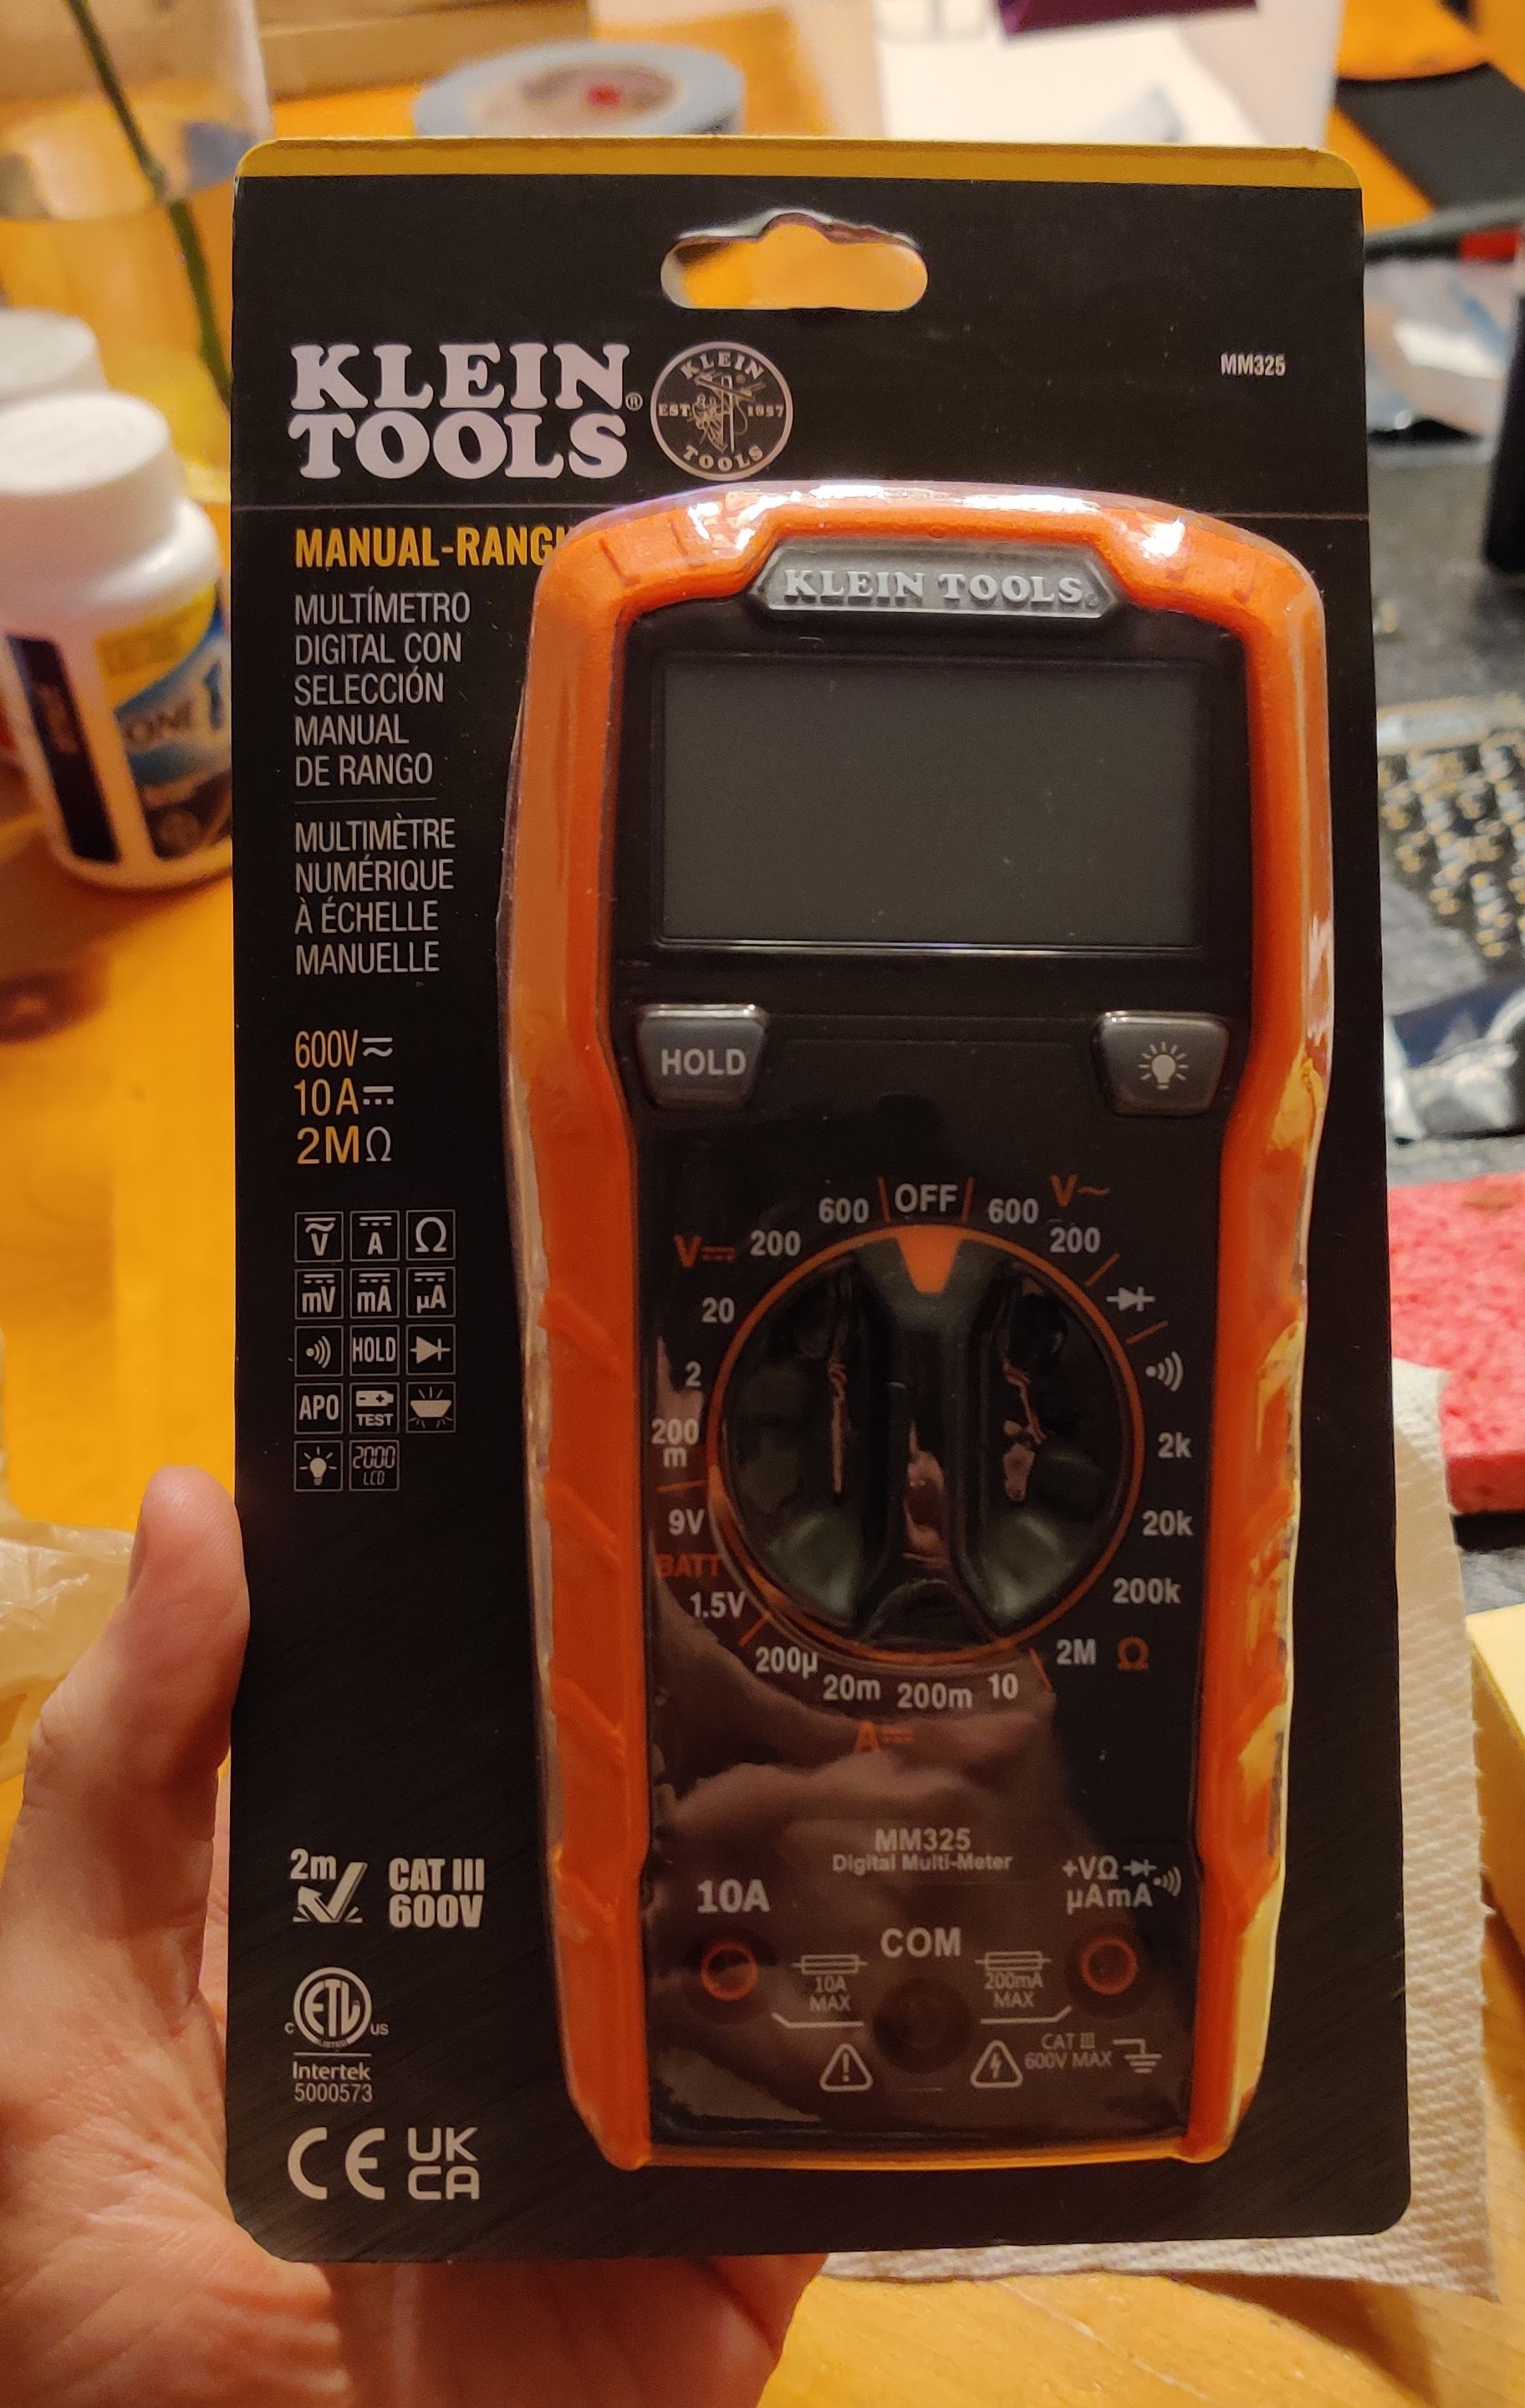 KLEIN
TOOLS®
KLEIN
EST. 1857
TOOLS
MM325
MANUAL-RANGI
MULTÍMETRO
DIGITAL CON
SELECCIÓN
MANUAL
DE RANGO
MULTIMÈTRE
NUMÉRIQUE
À ÉCHELLE
MANUELLE
600V
10A
2MΩ
V A Ω
mV mA µA
HOLD
APO TEST
2000
LCD
2m CAT III
600V
ETL
C US
LISTED
Intertek
5000573
CE UK
CA
KLEIN TOOLS®
HOLD
600 OFF 600 V~
V 200 200
20
2
200
m
2k
9V 20k
BATT
1.5V 200k
200µ 20m 200m 10 2M Ω
A
MM325
Digital Multi-Meter
10A
+VΩ
µAmA
COM
10A
MAX
200mA
MAX
CAT III
600V MAX